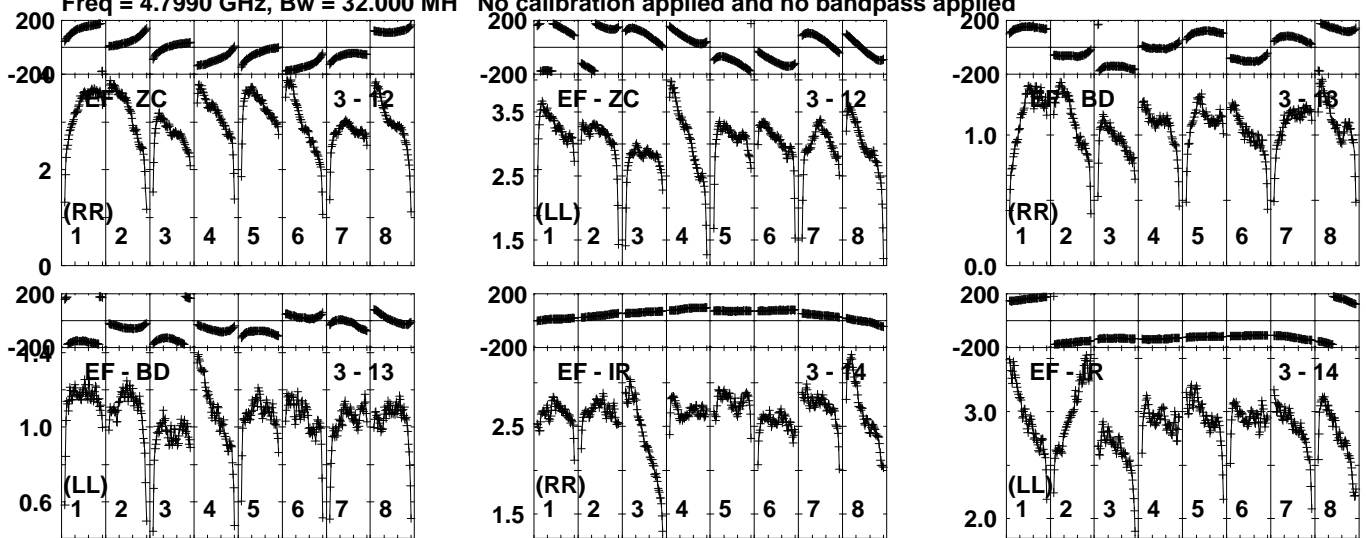 Freq = 4.7990 GHz, Bw = 32.000 MH No calibration applied and no bandpass applied
200 200 200
-200 -200 -200
4 EF - ZC 3 - 12 3.5 EF - ZC 3 - 12 EF - BD 3 - 13
1.0
2 2.5
(RR) (LL) (RR)
1 2 3 4 5 6 7 8 1.5 1 2 3 4 5 6 7 8 1 2 3 4 5 6 7 8
0 0.0
200 200 200
-200 -200 -200
1.4 EF - BD 3 - 13 EF - IR 3 - 14 EF - IR 3 - 14
1.0 2.5 3.0
0.6 (LL) (RR) (LL)
1 2 3 4 5 6 7 8 1.5 1 2 3 4 5 6 7 8 2.0 1 2 3 4 5 6 7 8